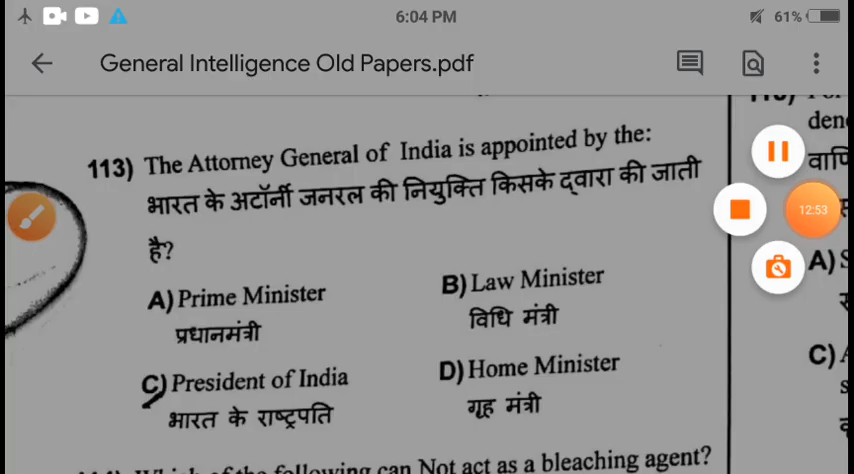 6:04 PM
61%
General Intelligence Old Papers.pdf
113) The Attorney General of India is appointed by the:
भारत के अटॉर्नी जनरल की नियुक्ति किसके द्वारा की जाती
है?
A) Prime Minister
प्रधानमंत्री
B) Law Minister
विधि मंत्री
C) President of India
भारत के राष्ट्रपति
D) Home Minister
गृह मंत्री
following can Not act as a bleaching agent?
den
12:53
A)
C)